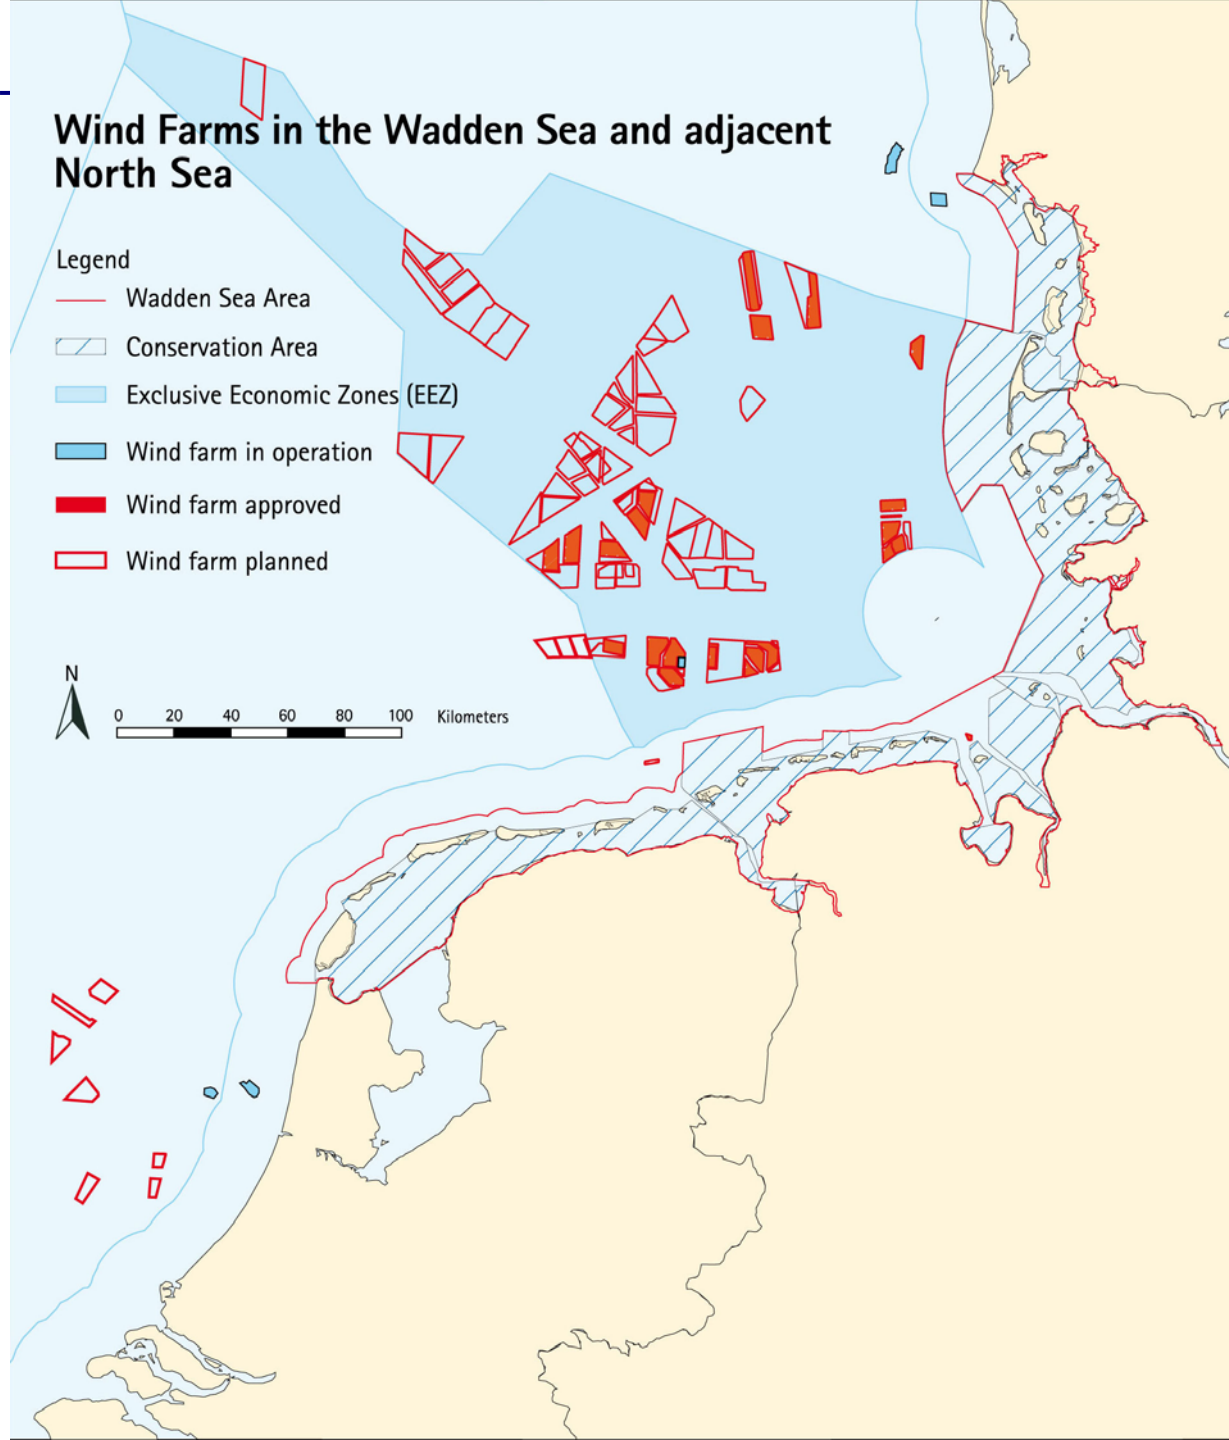 Wind Farms in the Wadden Sea and adjacent
North Sea
Legend
Wadden Sea Area
Conservation Area
Exclusive Economic Zones (EEZ)
Wind farm in operation
Wind farm approved
Wind farm planned
N
0 20 40 60 80 100 Kilometers